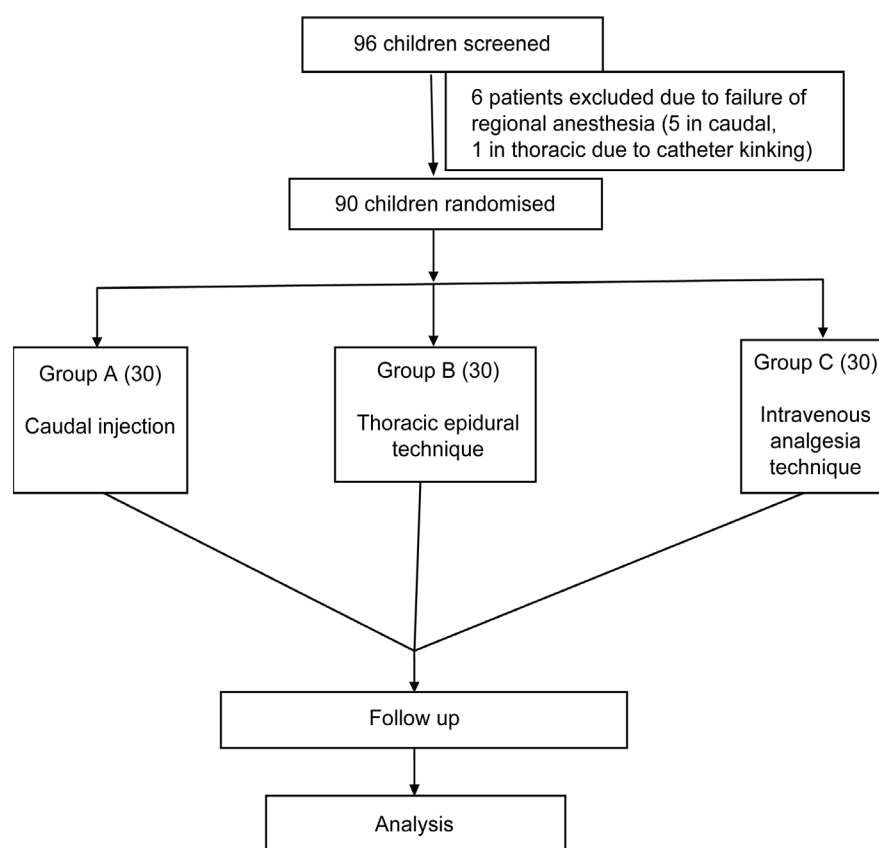 96 children screened
6 patients excluded due to failure of
regional anesthesia (5 in caudal,
1 in thoracic due to catheter kinking)
90 children randomised
Group A (30)
Caudal injection
Group B (30)
Thoracic epidural
technique
Group C (30)
Intravenous
analgesia
technique
Follow up
Analysis